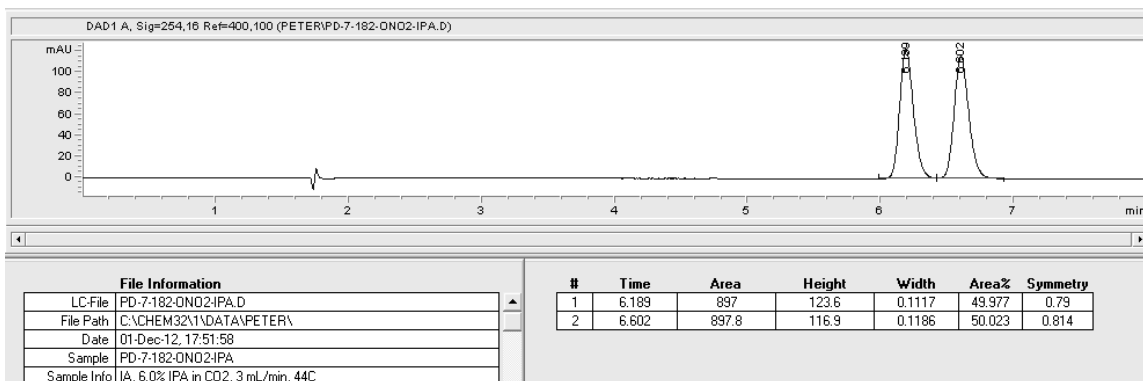 DAD1 A, Sig=254,16 Ref=400,100 (PETER\PD-7-182-ONO2-IPA.D)
mAU
100
80
60
40
20
0
6.189
6.602
1 2 3 4 5 6 7 min
File Information
LC-File PD-7-182-ONO2-IPA.D
File Path C:\CHEM32\1\DATA\PETER\
Date 01-Dec-12, 17:51:58
Sample PD-7-182-ONO2-IPA
Sample Info IA, 6.0% IPA in CO2, 3 mL/min, 44C
# Time Area Height Width Area% Symmetry
1 6.189 897 123.6 0.1117 49.977 0.79
2 6.602 897.8 116.9 0.1186 50.023 0.814